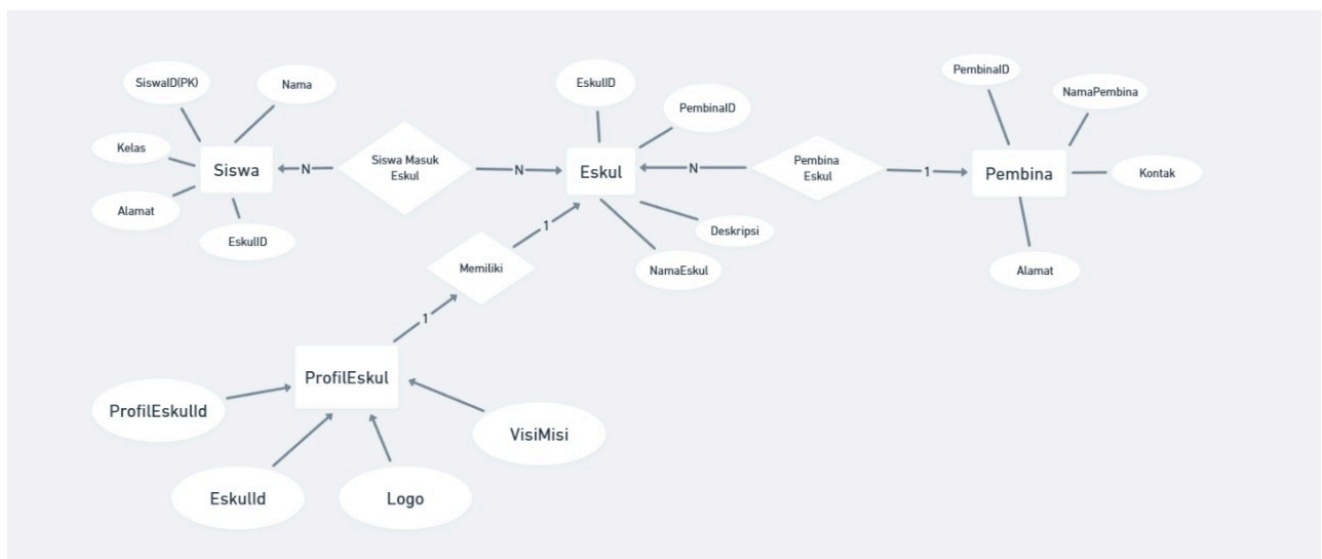 SiswaID(PK)
Nama
Kelas
Siswa
Alamat
EskulID
N
Siswa Masuk
Eskul
N
EskulID
PembinaID
Eskul
Deskripsi
NamaEskul
N
Pembina
Eskul
1
PembinaID
NamaPembina
Pembina
Kontak
Alamat
1
Memiliki
1
ProfilEskul
ProfilEskulId
EskulId
Logo
VisiMisi